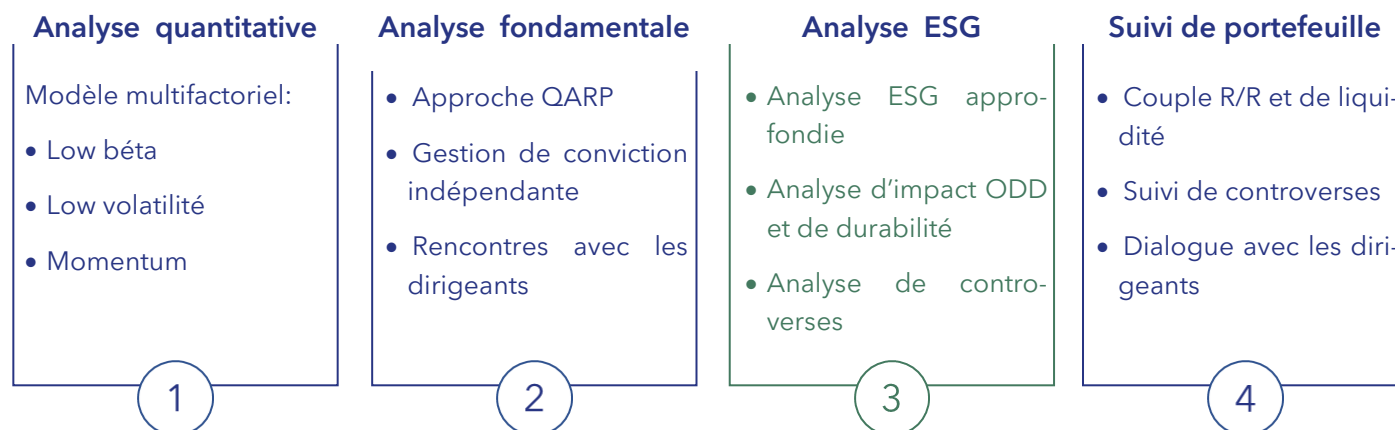 Analyse quantitative
Modèle multifactoriel:
• Low béta
• Low volatilité
• Momentum
1
Analyse fondamentale
• Approche QARP
• Gestion de conviction
indépendante
• Rencontres avec les
dirigeants
2
Analyse ESG
• Analyse ESG appro-
fondie
• Analyse d’impact ODD
et de durabilité
• Analyse de contro-
verses
3
Suivi de portefeuille
• Couple R/R et de liqui-
dité
• Suivi de controverses
• Dialogue avec les diri-
geants
4